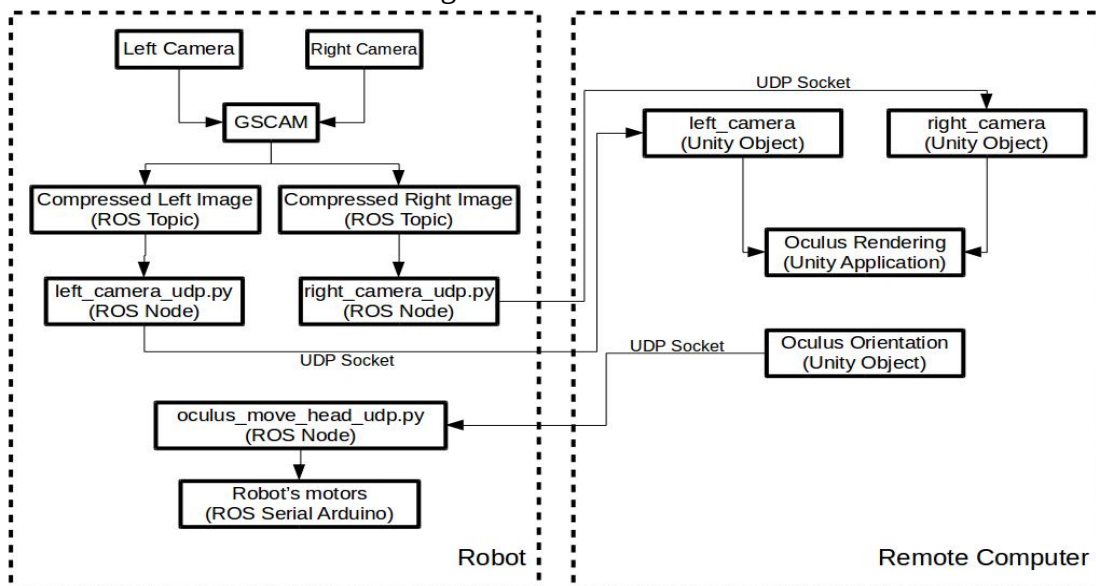 Left Camera
Right Camera
GSCAM
Compressed Left Image
(ROS Topic)
Compressed Right Image
(ROS Topic)
left_camera_udp.py
(ROS Node)
right_camera_udp.py
(ROS Node)
UDP Socket
oculus_move_head_udp.py
(ROS Node)
Robot's motors
(ROS Serial Arduino)
Robot
UDP Socket
left_camera
(Unity Object)
right_camera
(Unity Object)
Oculus Rendering
(Unity Application)
UDP Socket
Oculus Orientation
(Unity Object)
Remote Computer